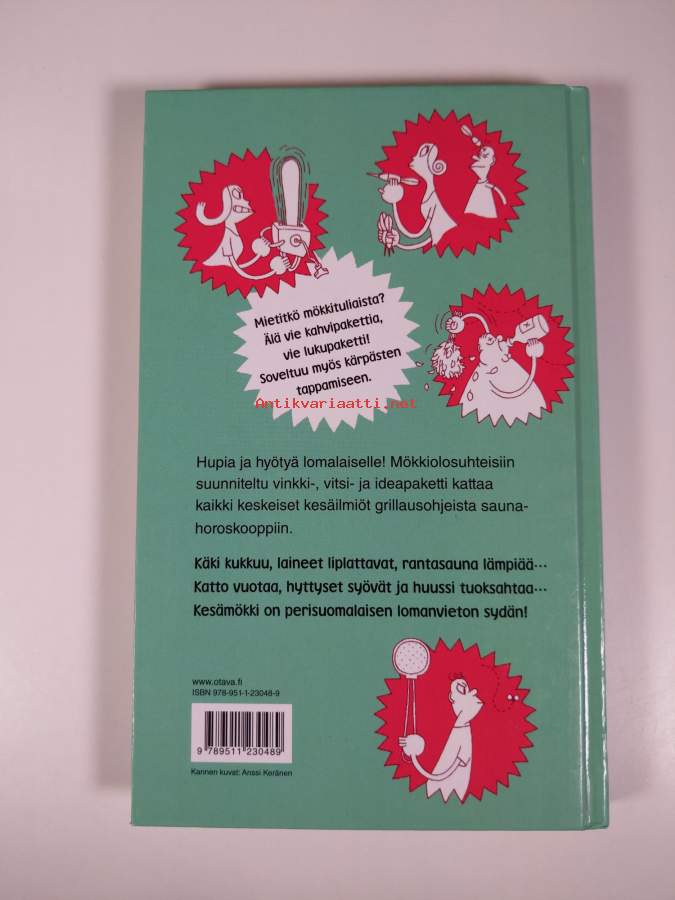 Mietitkö mökkituliaista?
Älä vie kahvipakettia,
vie lukupaketti!
Soveltuu myös kärpästen
tappamiseen.
Antikvariaatti.net
Hupia ja hyötyä lomalaiselle! Mökkiolosuhteisiin
suunniteltu vinkki-, vitsi- ja ideapaketti kattaa
kaikki keskeiset kesäilmiöt grillausohjeista sauna-
horoskooppiin.
Käki kukkuu, laineet liplattavat, rantasauna lämpiää...
Katto vuotaa, hyttyset syövät ja huussi tuoksahtaa...
Kesämökki on perisuomalaisen lomanvieton sydän!
www.otava.fi
ISBN 978-951-1-23048-9
9 789511 230489
Kannen kuvat: Anssi Keränen